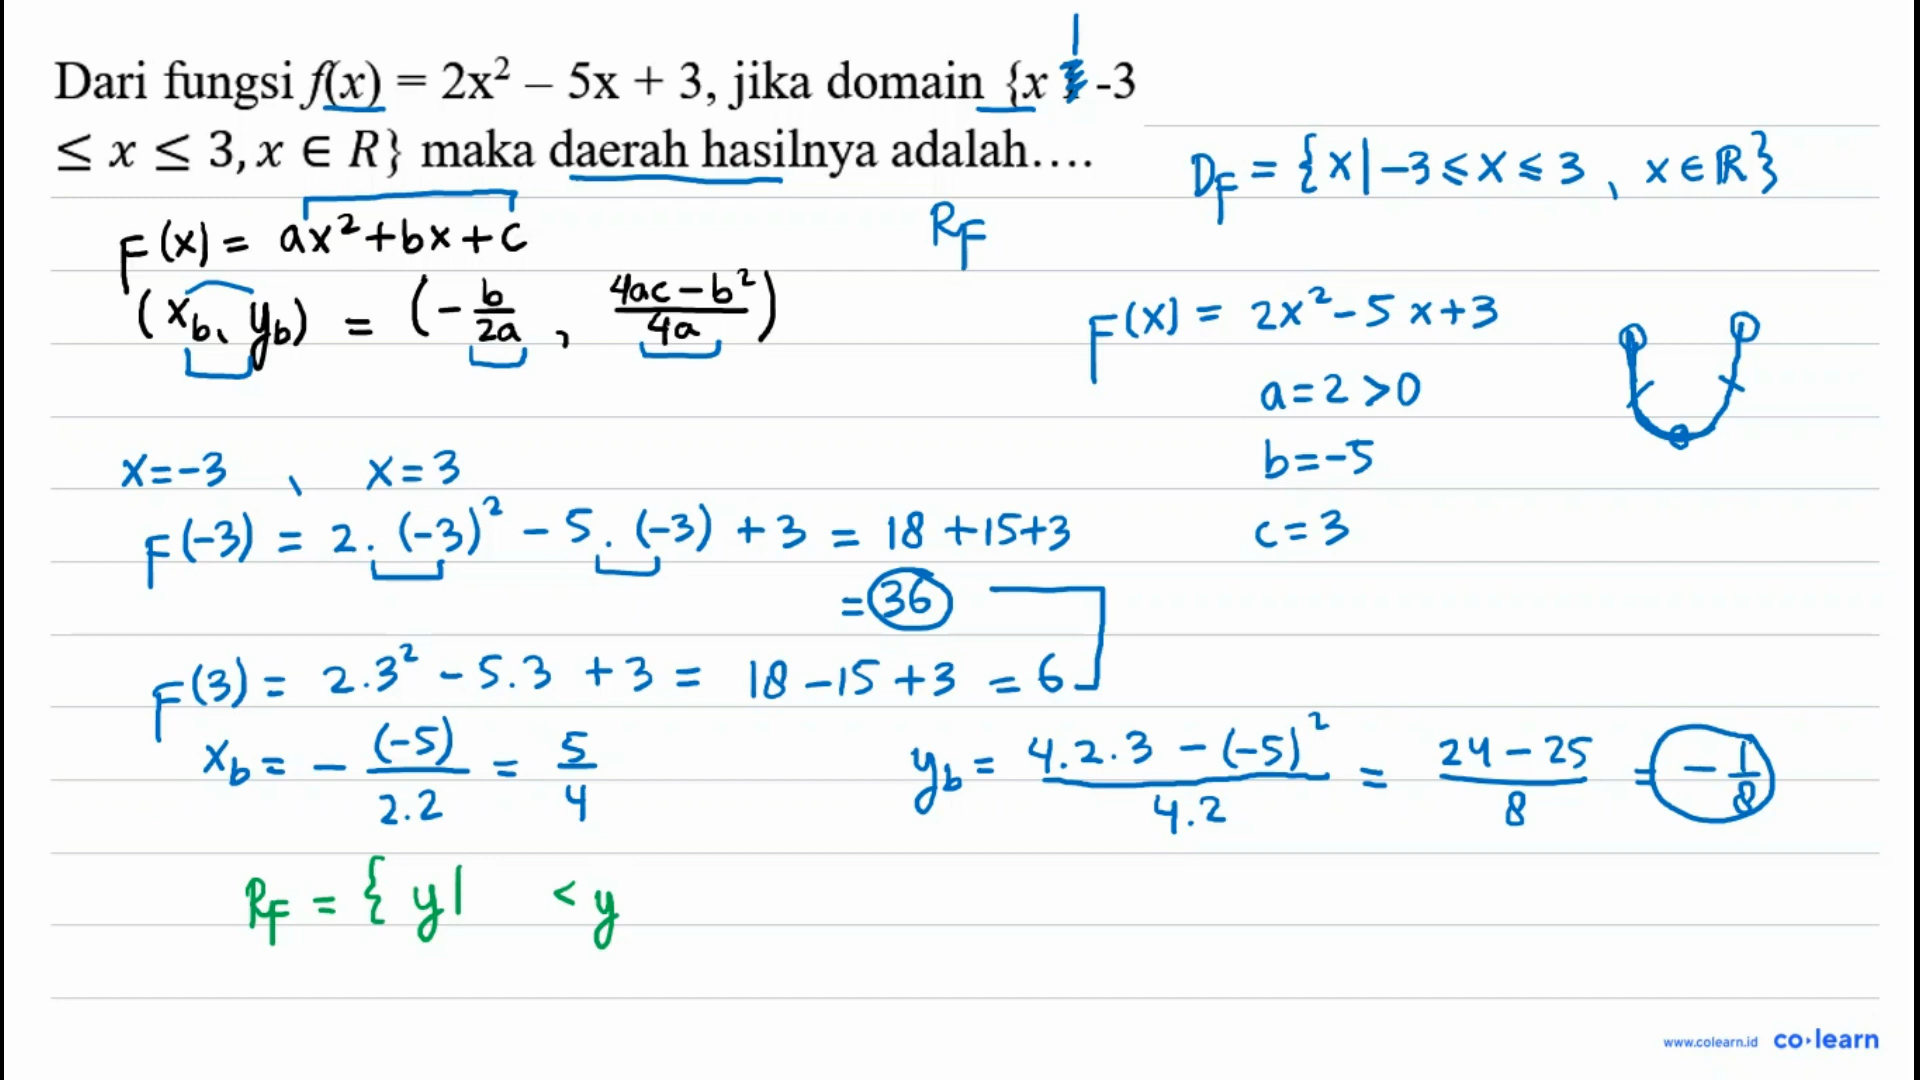 Dari fungsi f(x) = 2x² – 5x + 3, jika domain {x | -3
≤ x ≤ 3, x ∈ R} maka daerah hasilnya adalah....
D_F = {x | -3 ≤ x ≤ 3, x ∈ ℝ}
R_F
F(x) = ax² + bx + c
(x_b, y_b) = (-b/2a, (4ac - b²)/4a)
F(x) = 2x² - 5x + 3
a = 2 > 0
b = -5
c = 3
x = -3, x = 3
F(-3) = 2.(-3)² - 5.(-3) + 3 = 18 + 15 + 3
= 36
F(3) = 2.3² - 5.3 + 3 = 18 - 15 + 3 = 6
x_b = -(-5)/2.2 = 5/4
y_b = (4.2.3 - (-5)²)/4.2 = (24 - 25)/8 = -1/8
R_F = { y | < y
www.colearn.id co·learn